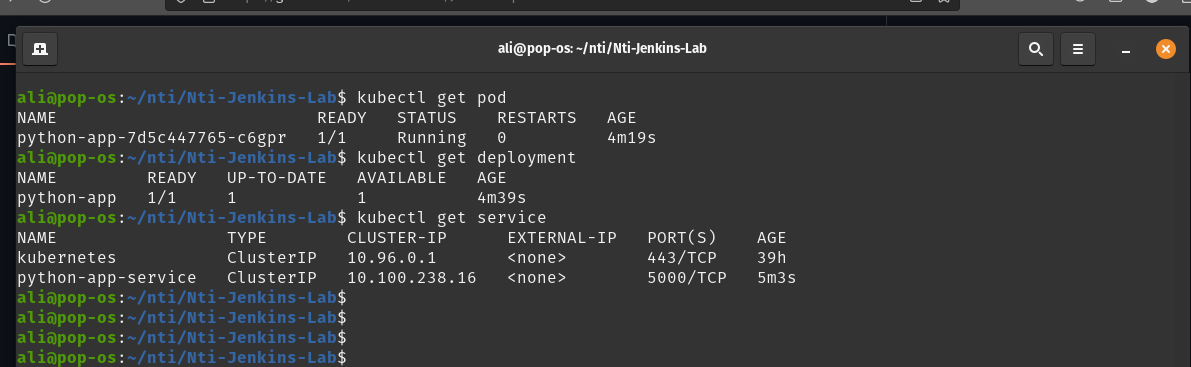 ali@pop-os: ~/nti/Nti-Jenkins-Lab
ali@pop-os:~/nti/Nti-Jenkins-Lab$ kubectl get pod
NAME                          READY   STATUS    RESTARTS   AGE
python-app-7d5c447765-c6gpr   1/1     Running   0          4m19s
ali@pop-os:~/nti/Nti-Jenkins-Lab$ kubectl get deployment
NAME         READY   UP-TO-DATE   AVAILABLE   AGE
python-app   1/1     1            1           4m39s
ali@pop-os:~/nti/Nti-Jenkins-Lab$ kubectl get service
NAME                 TYPE        CLUSTER-IP      EXTERNAL-IP   PORT(S)    AGE
kubernetes           ClusterIP   10.96.0.1       <none>        443/TCP    39h
python-app-service   ClusterIP   10.100.238.16   <none>        5000/TCP   5m3s
ali@pop-os:~/nti/Nti-Jenkins-Lab$
ali@pop-os:~/nti/Nti-Jenkins-Lab$
ali@pop-os:~/nti/Nti-Jenkins-Lab$
ali@pop-os:~/nti/Nti-Jenkins-Lab$